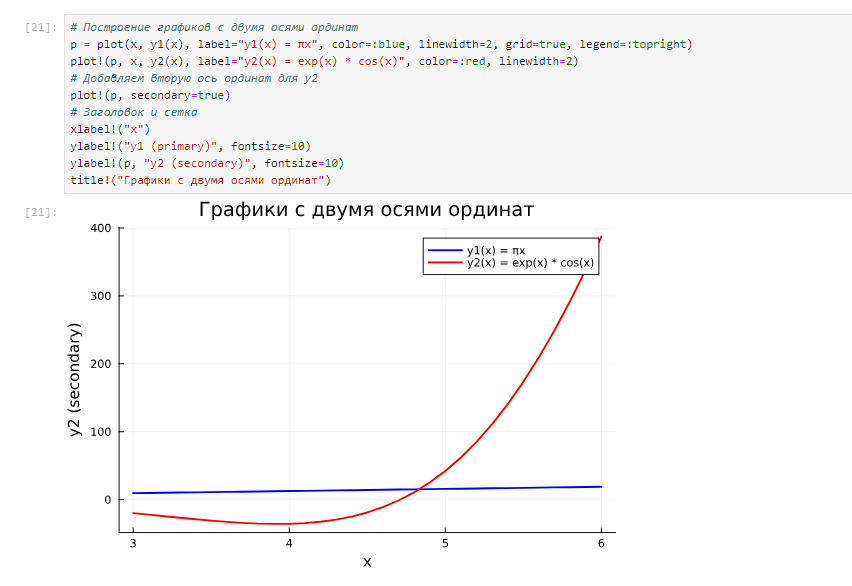 [21]:
# Построение графиков с двумя осями ординат
p = plot(x, y1(x), label="y1(x) = πx", color=:blue, linewidth=2, grid=true, legend=:topright)
plot!(p, x, y2(x), label="y2(x) = exp(x) * cos(x)", color=:red, linewidth=2)
# Добавляем вторую ось ординат для y2
plot!(p, secondary=true)
# Заголовок и сетка
xlabel!("x")
ylabel!("y1 (primary)", fontsize=10)
ylabel!(p, "y2 (secondary)", fontsize=10)
title!("Графики с двумя осями ординат")
[21]:
Графики с двумя осями ординат
y1(x) = πx
y2(x) = exp(x) * cos(x)
y2 (secondary)
400
300
200
100
0
3 4 5 6
x